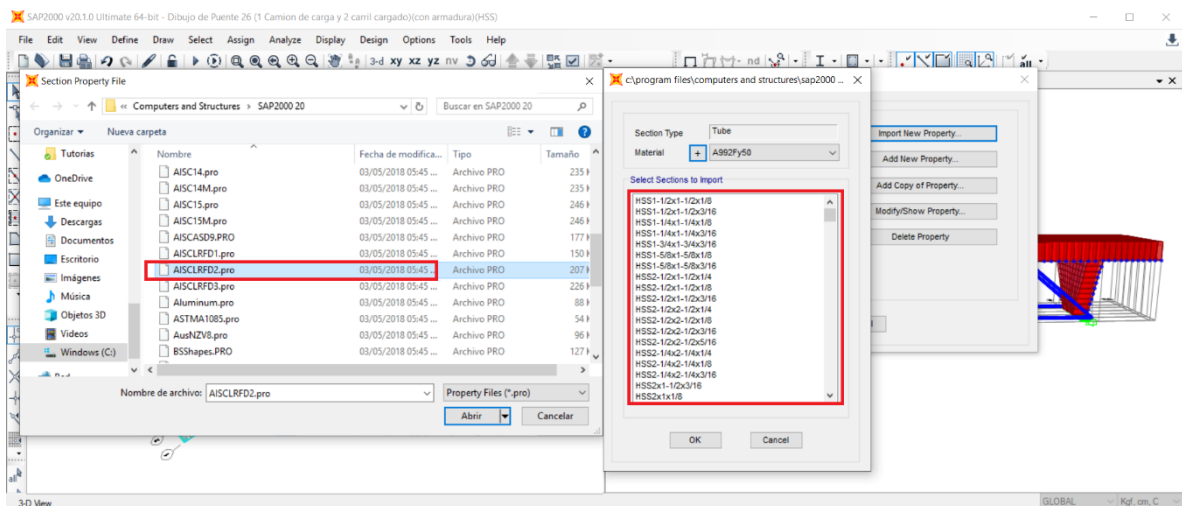 SAP2000 v20.1.0 Ultimate 64-bit - Dibujo de Puente 26 (1 Camion de carga y 2 carril cargado)(con armadura)(HSS)
File Edit View Define Draw Select Assign Analyze Display Design Options Tools Help
3-d xy xz yz nv
nd
Section Property File
« Computers and Structures > SAP2000 20
Buscar en SAP2000 20
Organizar
Nueva carpeta
Tutorias
OneDrive
Este equipo
Descargas
Documentos
Escritorio
Imágenes
Música
Objetos 3D
Videos
Windows (C:)
Nombre Fecha de modifica... Tipo Tamaño
AISC14.pro 03/05/2018 05:45 ... Archivo PRO 235
AISC14M.pro 03/05/2018 05:45 ... Archivo PRO 235
AISC15.pro 03/05/2018 05:45 ... Archivo PRO 246
AISC15M.pro 03/05/2018 05:45 ... Archivo PRO 246
AISCASD9.PRO 03/05/2018 05:45 ... Archivo PRO 177
AISCLRFD1.pro 03/05/2018 05:45 ... Archivo PRO 150
AISCLRFD2.pro 03/05/2018 05:45 ... Archivo PRO 207
AISCLRFD3.pro 03/05/2018 05:45 ... Archivo PRO 226
Aluminum.pro 03/05/2018 05:45 ... Archivo PRO 88
ASTMA1085.pro 03/05/2018 05:45 ... Archivo PRO 54
AusNZV8.pro 03/05/2018 05:45 ... Archivo PRO 96
BSShapes.PRO 03/05/2018 05:45 ... Archivo PRO 127
Nombre de archivo: AISCLRFD2.pro
Property Files (*.pro)
Abrir
Cancelar
c:\program files\computers and structures\sap2000 ...
Section Type Tube
Material + A992Fy50
Select Sections to Import
HSS1-1/2x1-1/2x1/8
HSS1-1/2x1-1/2x3/16
HSS1-1/4x1-1/4x1/8
HSS1-1/4x1-1/4x3/16
HSS1-3/4x1-3/4x3/16
HSS1-5/8x1-5/8x1/8
HSS1-5/8x1-5/8x3/16
HSS2-1/2x1-1/2x1/4
HSS2-1/2x1-1/2x1/8
HSS2-1/2x1-1/2x3/16
HSS2-1/2x2-1/2x1/4
HSS2-1/2x2-1/2x1/8
HSS2-1/2x2-1/2x3/16
HSS2-1/2x2-1/2x5/16
HSS2-1/4x2-1/4x1/4
HSS2-1/4x2-1/4x1/8
HSS2-1/4x2-1/4x3/16
HSS2x1-1/2x3/16
HSS2x1x1/8
OK
Cancel
Import New Property...
Add New Property...
Add Copy of Property...
Modify/Show Property...
Delete Property
all
3-D View
GLOBAL
Kgf, cm, C